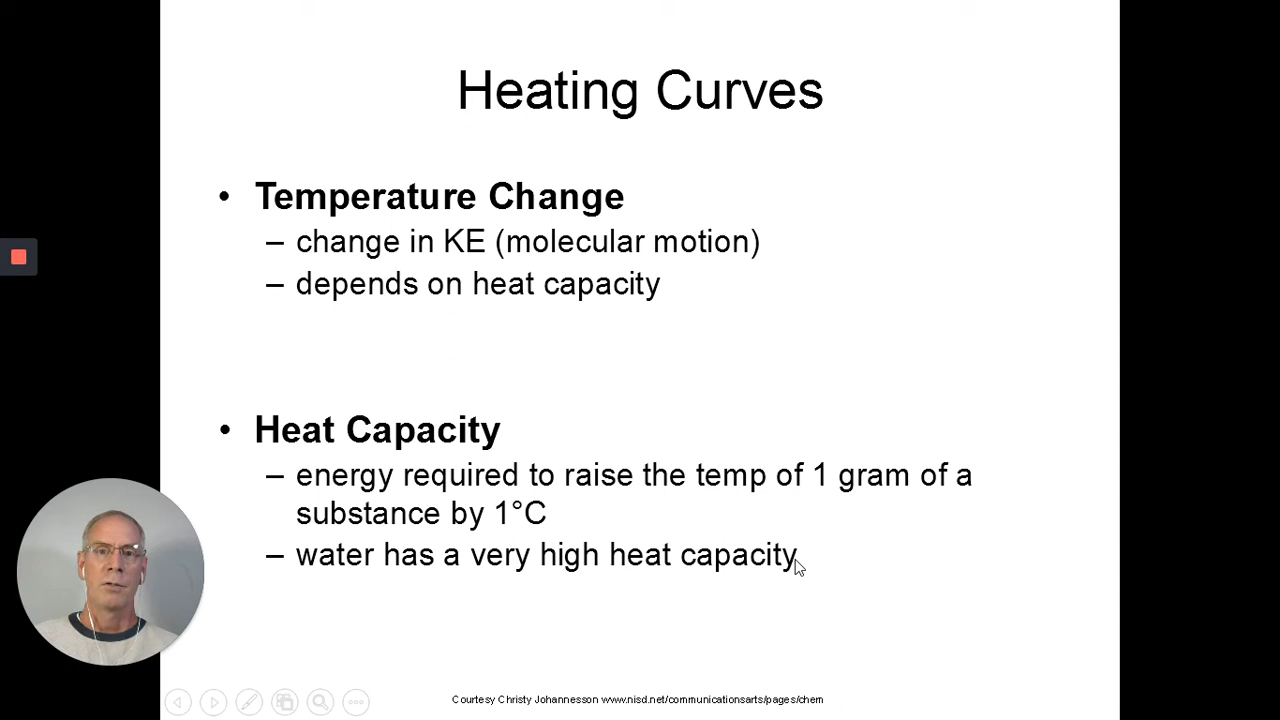 Heating Curves
• Temperature Change
– change in KE (molecular motion)
– depends on heat capacity
• Heat Capacity
– energy required to raise the temp of 1 gram of a
substance by 1°C
– water has a very high heat capacity
Courtesy Christy Johannesson www.nisd.net/communicationsarts/pages/chem